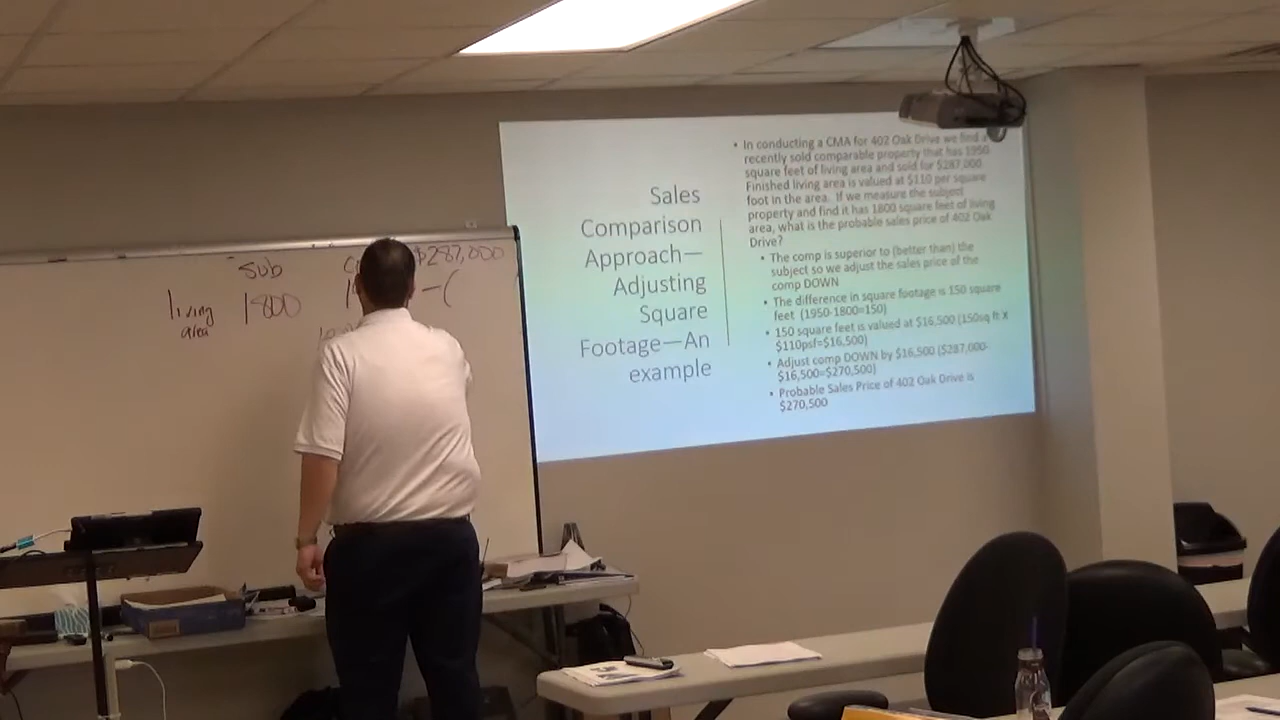 Sub
$287,000
living
area
1800
-(
Sales
Comparison
Approach—
Adjusting
Square
Footage—An
example
• In conducting a CMA for 402 Oak Drive we find a
recently sold comparable property that has 1950
square feet of living area and sold for $287,000.
Finished living area is valued at $110 per square
foot in the area. If we measure the subject
property and find it has 1800 square feet of living
area, what is the probable sales price of 402 Oak
Drive?
• The comp is superior to (better than) the
subject so we adjust the sales price of the
comp DOWN
• The difference in square footage is 150 square
feet (1950-1800=150)
• 150 square feet is valued at $16,500 (150sq ft X
$110psf=$16,500)
• Adjust comp DOWN by $16,500 ($287,000-
$16,500=$270,500)
• Probable Sales Price of 402 Oak Drive is
$270,500